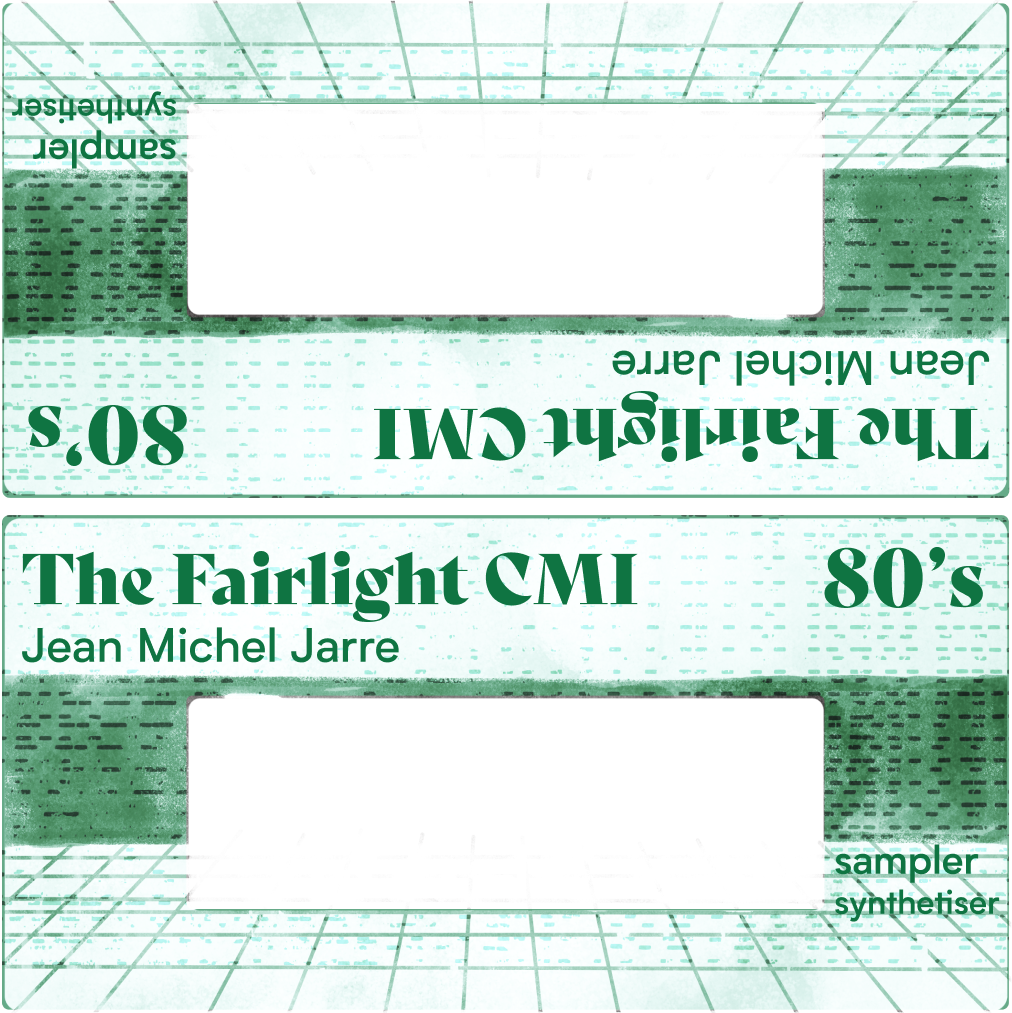 synthetiser
sampler
Jean Michel Jarre
80's
The Fairlight CMI
The Fairlight CMI
80's
Jean Michel Jarre
sampler
synthetiser